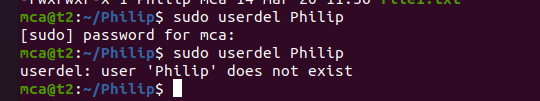 -rwxrwxr-x 1 Philip mca 14 Mar 20 11:50 file1.txt
mca@t2:~/Philip$ sudo userdel Philip
[sudo] password for mca:
mca@t2:~/Philip$ sudo userdel Philip
userdel: user 'Philip' does not exist
mca@t2:~/Philip$